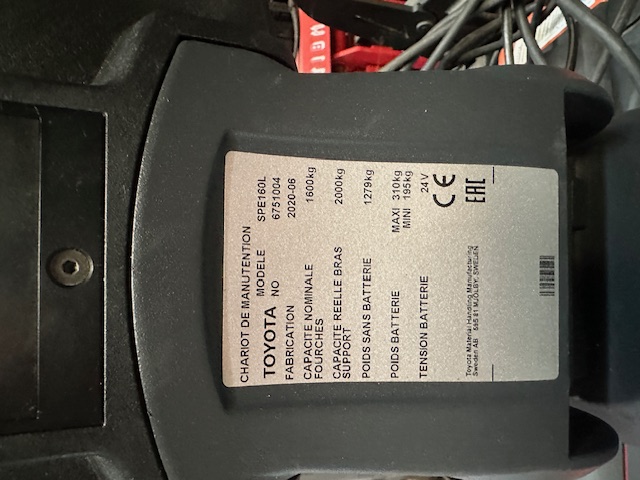 CHARIOT DE MANUTENTION
TOYOTA MODELE SPE160L
NO 6751004
FABRICATION 2020-06
CAPACITE NOMINALE 1600kg
FOURCHES
CAPACITE REELLE BRAS 2000kg
SUPPORT
POIDS SANS BATTERIE 1279kg
POIDS BATTERIE MAXI 310kg
MINI 195kg
TENSION BATTERIE 24 V
CE
EAC
Toyota Material Handling Manufacturing
Sweden AB 595 81 MJÖLBY, SWEDEN